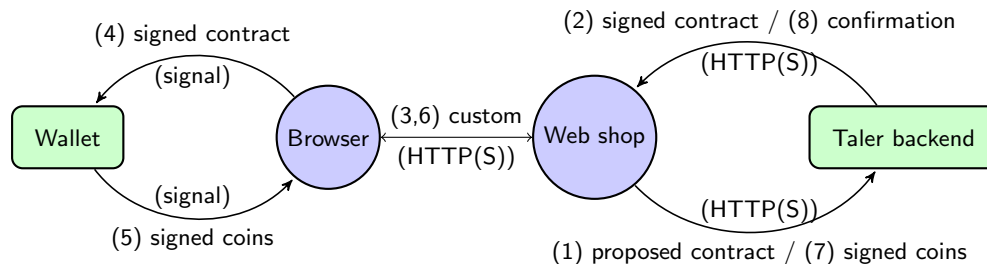 (2) signed contract / (8) confirmation
(4) signed contract
(HTTP(S))
(signal)
(3,6) custom
Wallet
Browser
Web shop
Taler backend
(HTTP(S))
(signal)
(HTTP(S))
(5) signed coins
(1) proposed contract / (7) signed coins